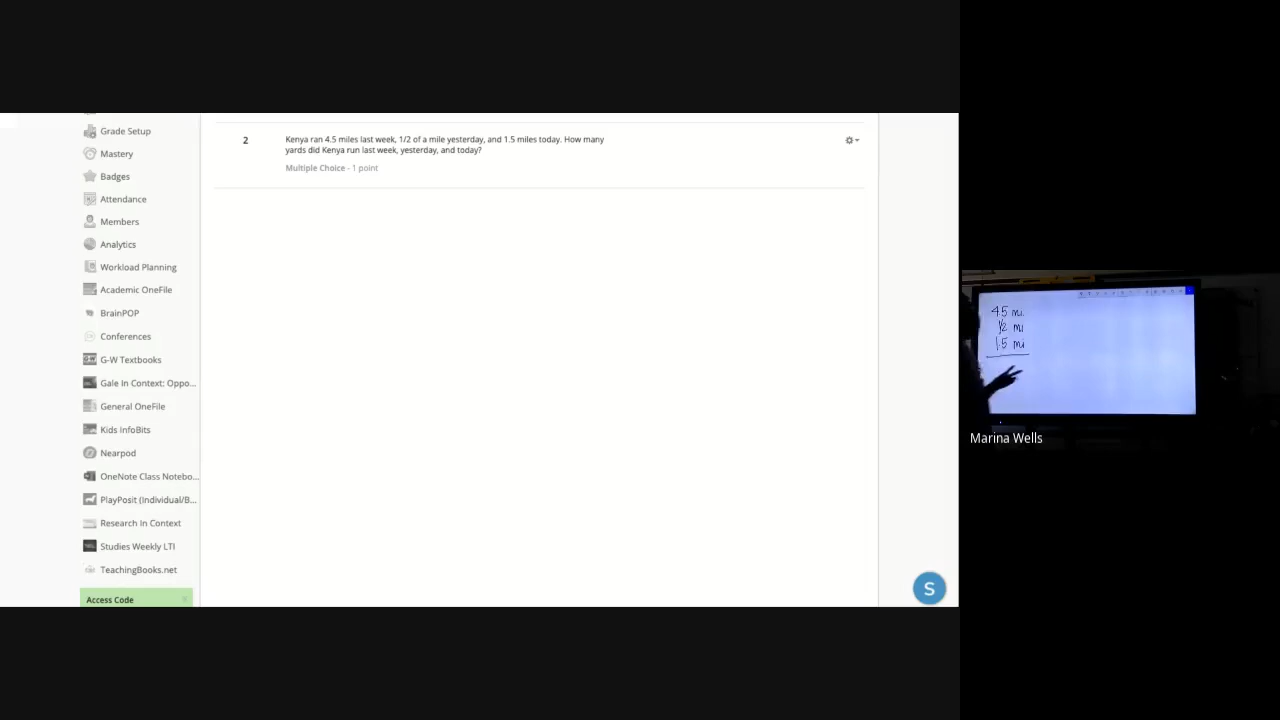 Grade Setup
Mastery
Badges
Attendance
Members
Analytics
Workload Planning
Academic OneFile
BrainPOP
Conferences
G-W Textbooks
Gale In Context: Oppo...
General OneFile
Kids InfoBits
Nearpod
OneNote Class Notebo...
PlayPosit (Individual/B...
Research In Context
Studies Weekly LTI
TeachingBooks.net
Access Code
2
Kenya ran 4.5 miles last week, 1/2 of a mile yesterday, and 1.5 miles today. How many
yards did Kenya run last week, yesterday, and today?
Multiple Choice - 1 point
S
4.5 mi.
1/2 mi
1.5 mi
Marina Wells